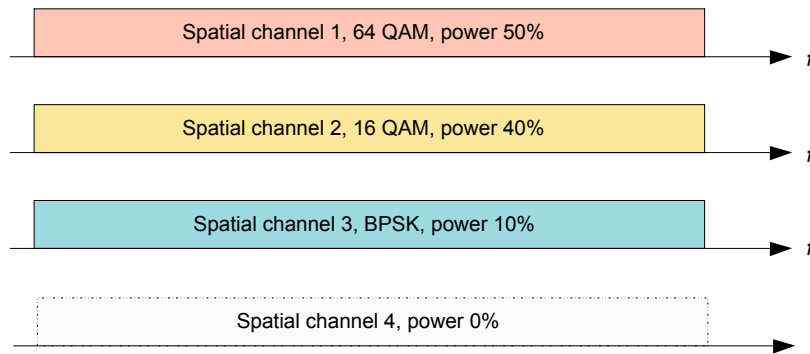 Spatial channel 1, 64 QAM, power 50%
f
Spatial channel 2, 16 QAM, power 40%
f
Spatial channel 3, BPSK, power 10%
f
Spatial channel 4, power 0%